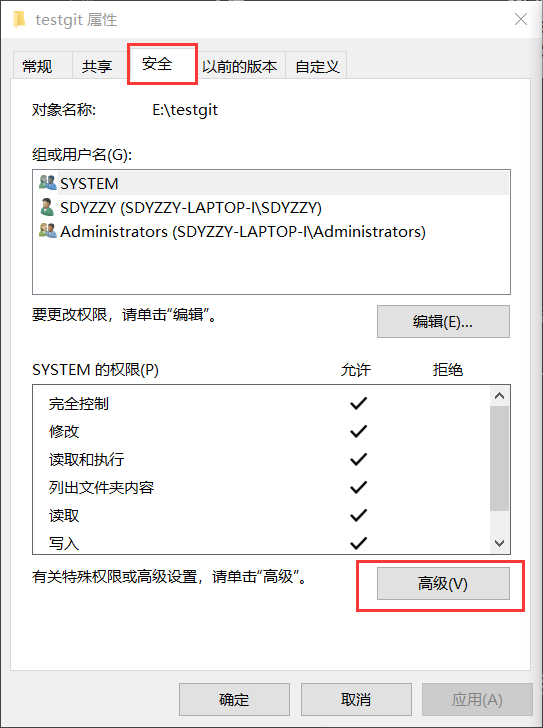 testgit 属性
常规 共享 安全 以前的版本 自定义
对象名称: E:\testgit
组或用户名(G):
SYSTEM
SDYZZY (SDYZZY-LAPTOP-I\SDYZZY)
Administrators (SDYZZY-LAPTOP-I\Administrators)
要更改权限，请单击“编辑”。
编辑(E)...
SYSTEM 的权限(P) 允许 拒绝
完全控制
修改
读取和执行
列出文件夹内容
读取
写入
有关特殊权限或高级设置，请单击“高级”。
高级(V)
确定 取消 应用(A)